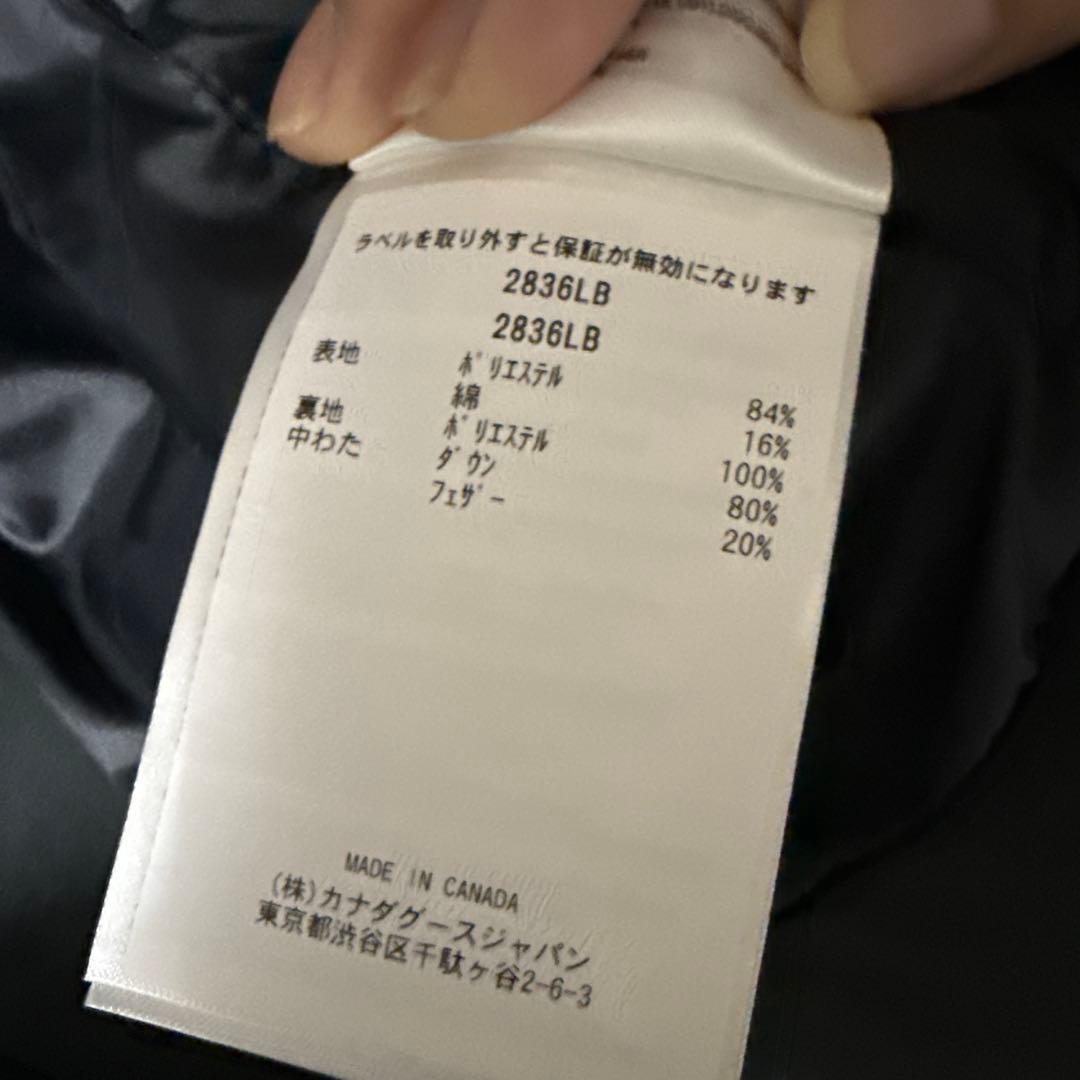 ラベルを取り外すと保証が無効になります
2836LB
2836LB
表地 ポリエステル 84%
綿 16%
裏地 ポリエステル 100%
中わた ダウン 80%
フェザー 20%
MADE IN CANADA
(株)カナダグースジャパン
東京都渋谷区千駄ヶ谷2-6-3